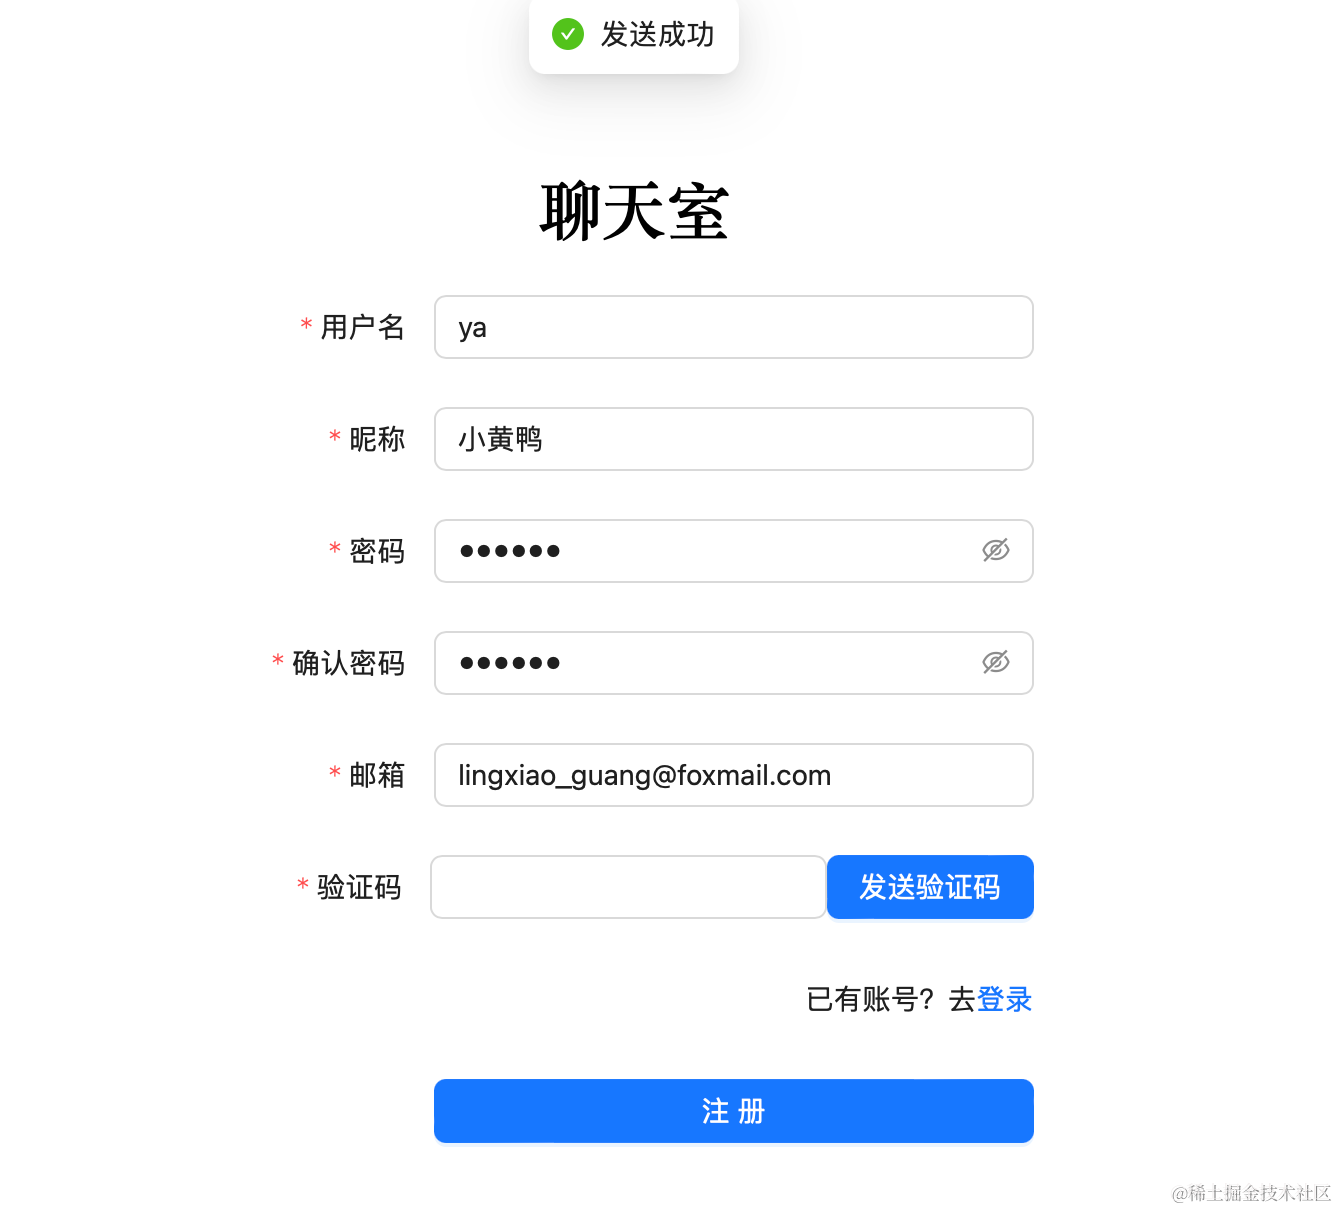 发送成功
聊天室
* 用户名 ya
* 昵称 小黄鸭
* 密码 ••••••
* 确认密码 ••••••
* 邮箱 lingxiao_guang@foxmail.com
* 验证码 发送验证码
已有账号？去登录
注 册
@稀土掘金技术社区